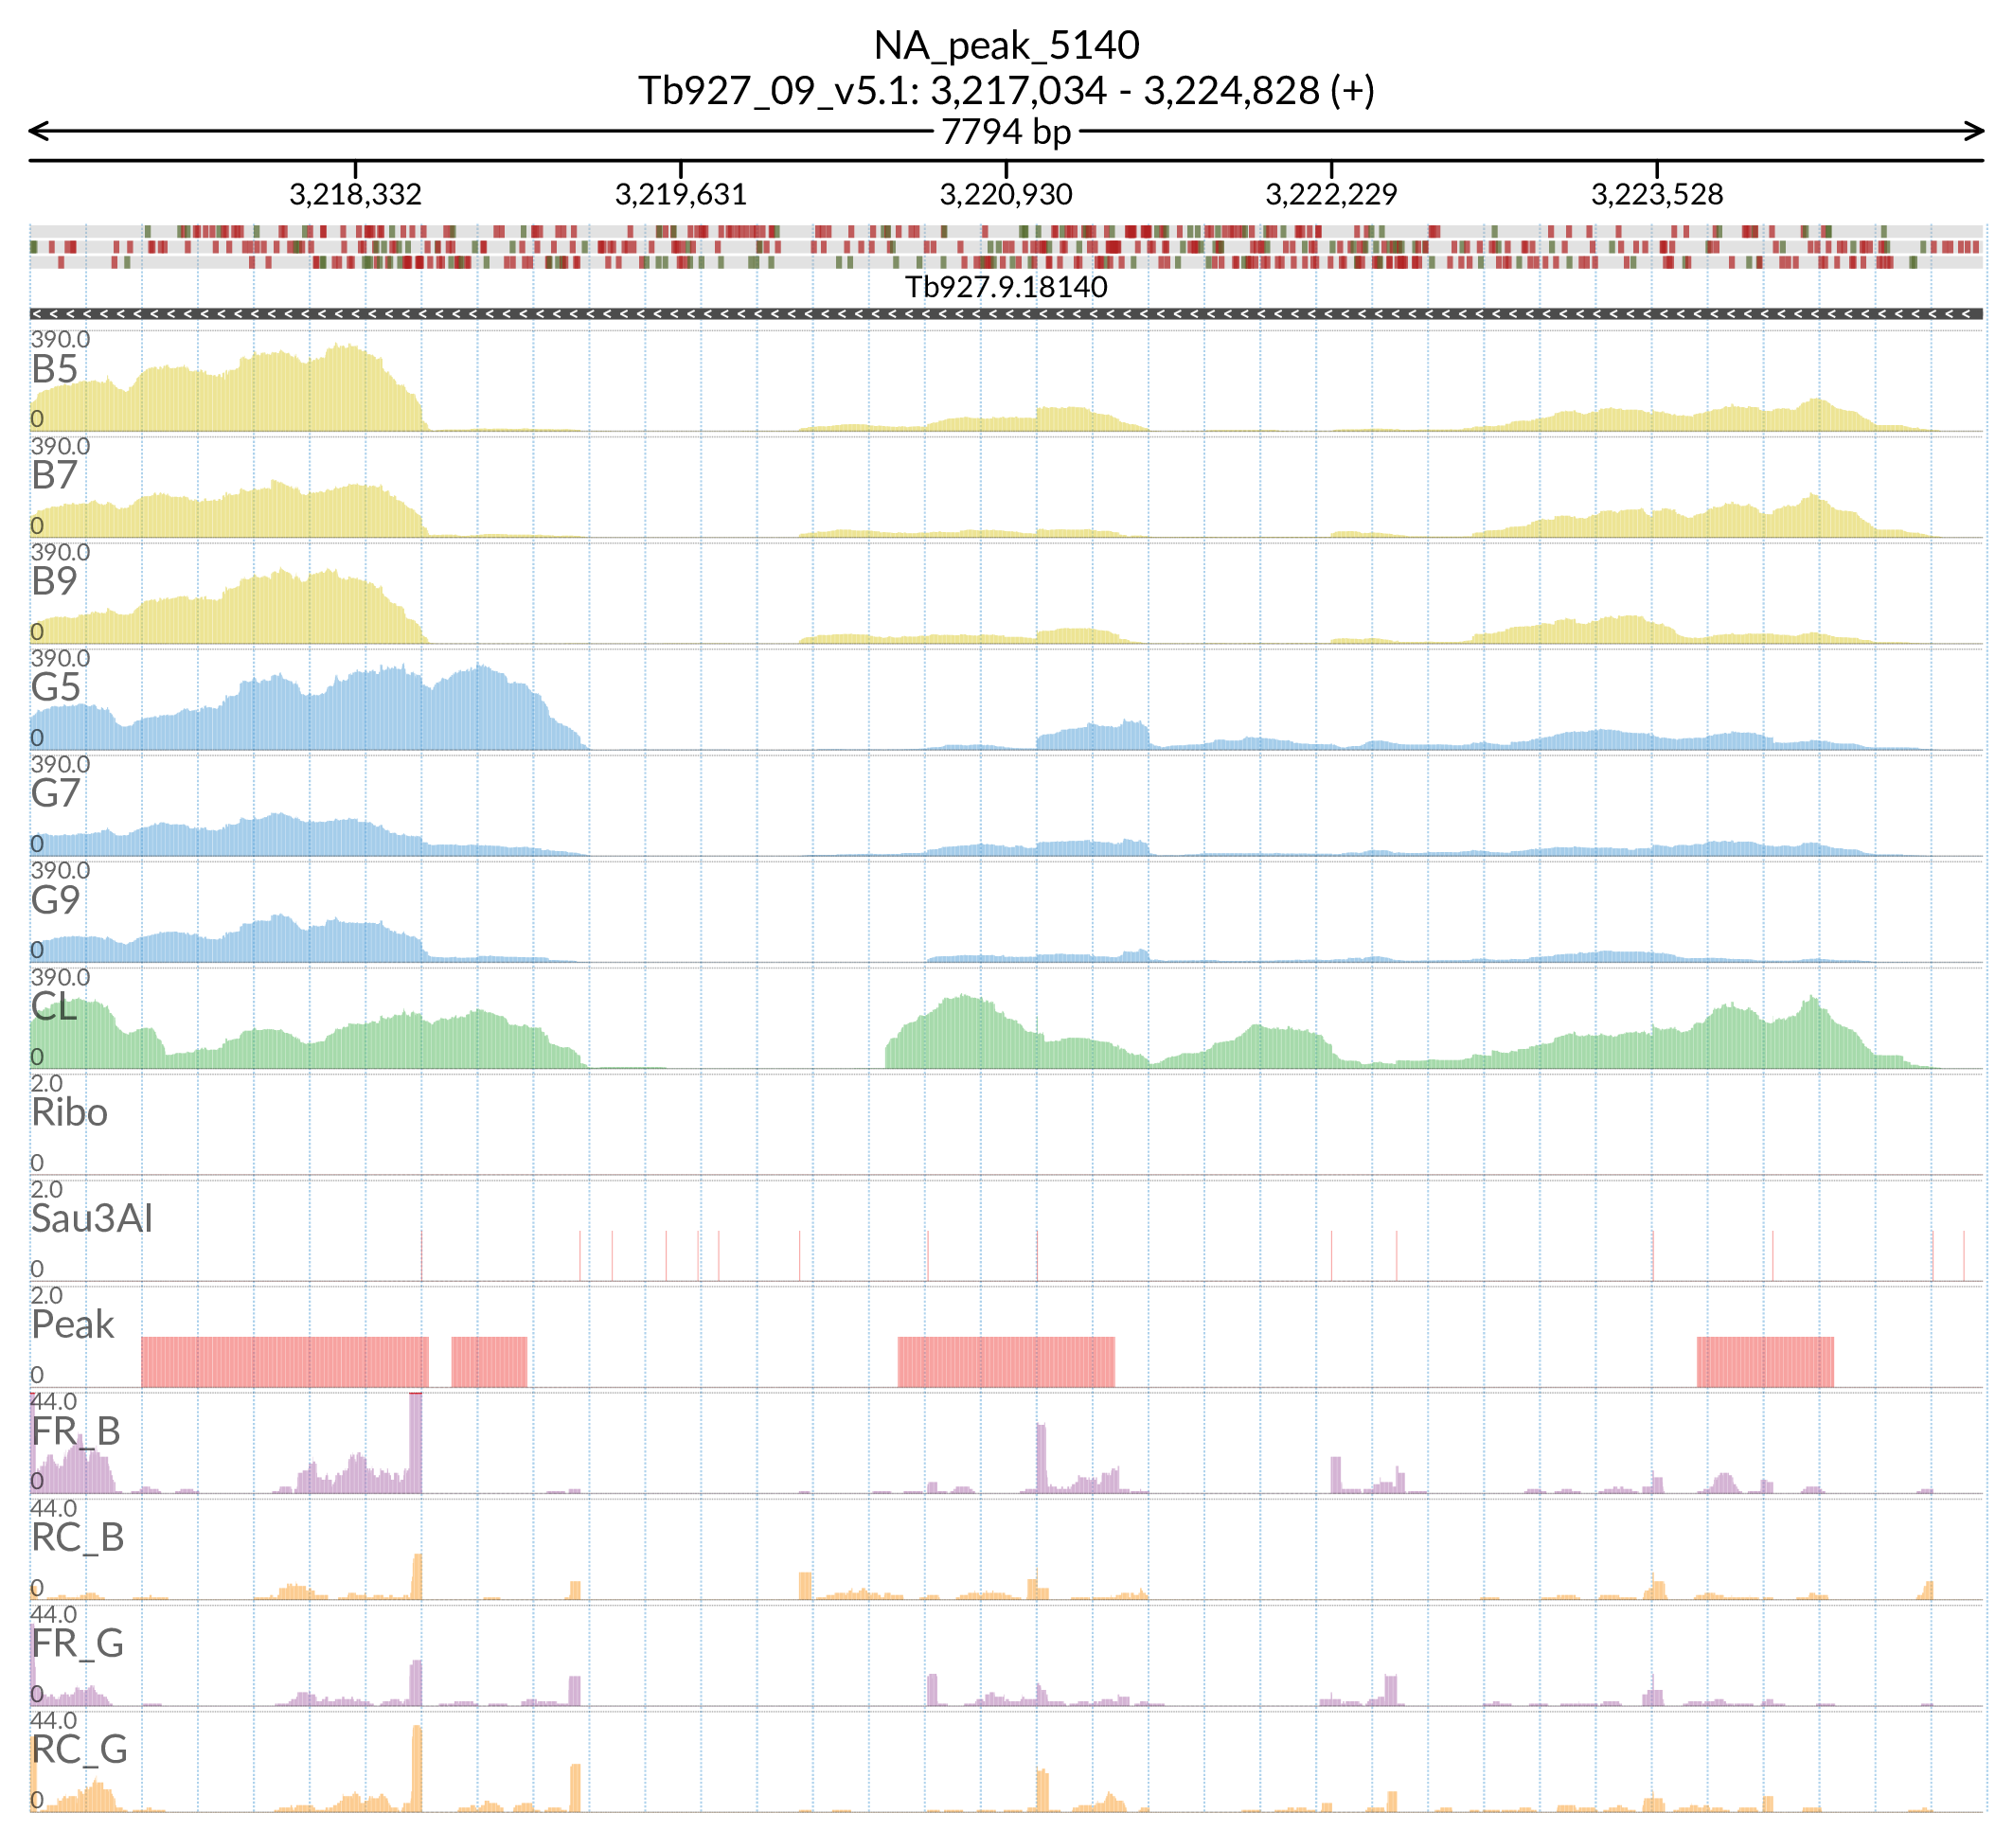 NA_peak_5140
Tb927_09_v5.1: 3,217,034 - 3,224,828 (+)
7794 bp
3,218,332 3,219,631 3,220,930 3,222,229 3,223,528
Tb927.9.18140
390.0
B5
0
390.0
B7
0
390.0
B9
0
390.0
G5
0
390.0
G7
0
390.0
G9
0
390.0
CL
0
2.0
Ribo
0
2.0
Sau3AI
0
2.0
Peak
0
44.0
FR_B
0
44.0
RC_B
0
44.0
FR_G
0
44.0
RC_G
0